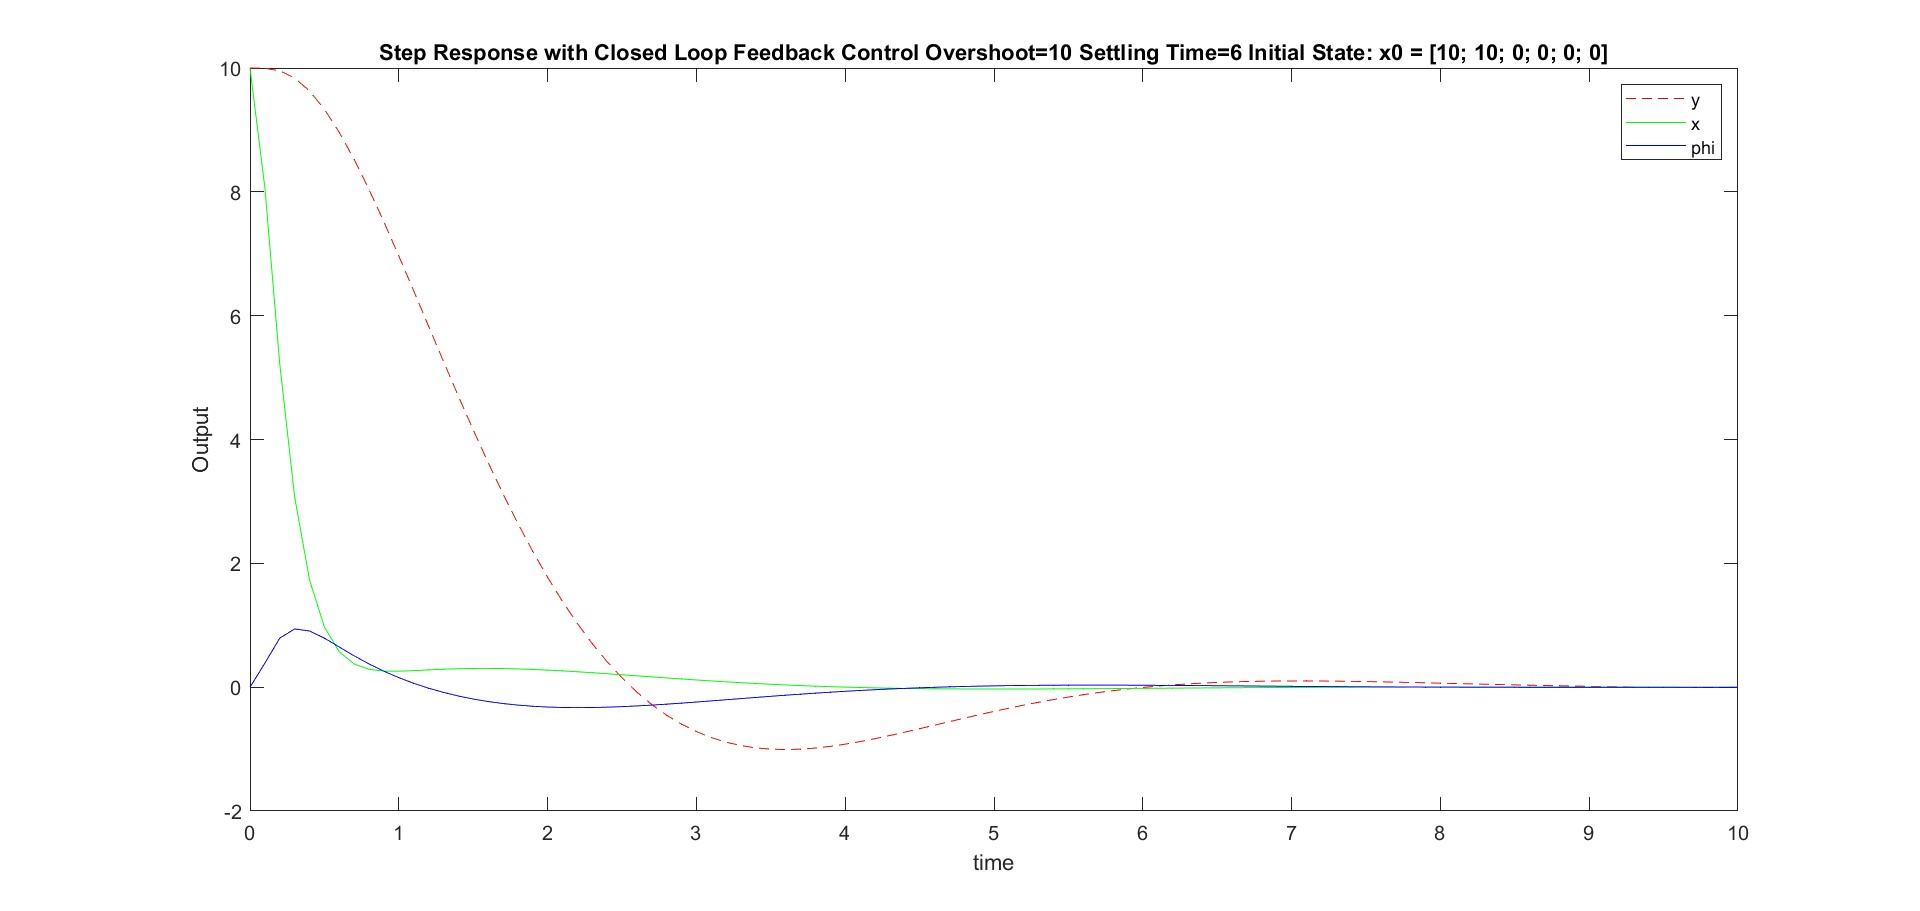 Step Response with Closed Loop Feedback Control Overshoot=10 Settling Time=6 Initial State: x0 = [10; 10; 0; 0; 0; 0]
10
8
6
4
2
0
-2
Output
y
x
phi
0 1 2 3 4 5 6 7 8 9 10
time